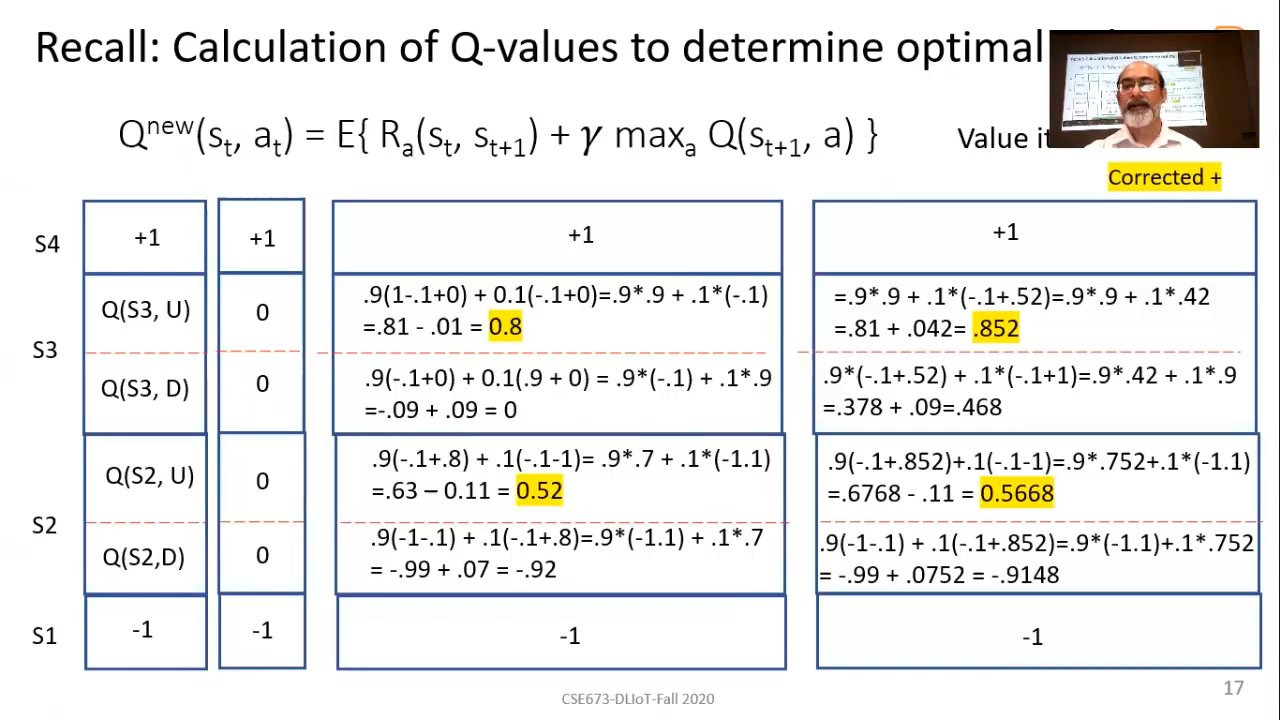 Recall: Calculation of Q-values to determine optimal
Qnew(st, at) = E{ Ra(st, st+1) + γ maxa Q(st+1, a) }
Value it
Corrected +
S4
+1
+1
+1
+1
S3
Q(S3, U)
0
.9(1-.1+0) + 0.1(-.1+0)=.9*.9 + .1*(-.1)
=.81 - .01 = 0.8
=.9*.9 + .1*(-.1+.52)=.9*.9 + .1*.42
=.81 + .042= .852
Q(S3, D)
0
.9(-.1+0) + 0.1(.9 + 0) = .9*(-.1) + .1*.9
=-.09 + .09 = 0
.9*(-.1+.52) + .1*(-.1+1)=.9*.42 + .1*.9
=.378 + .09=.468
S2
Q(S2, U)
0
.9(-.1+.8) + .1(-.1-1)= .9*.7 + .1*(-1.1)
=.63 – 0.11 = 0.52
.9(-.1+.852)+.1(-.1-1)=.9*.752+.1*(-1.1)
=.6768 - .11 = 0.5668
Q(S2,D)
0
.9(-1-.1) + .1(-.1+.8)=.9*(-1.1) + .1*.7
= -.99 + .07 = -.92
.9(-1-.1) + .1(-.1+.852)=.9*(-1.1)+.1*.752
= -.99 + .0752 = -.9148
S1
-1
-1
-1
-1
CSE673-DLIoT-Fall 2020
17